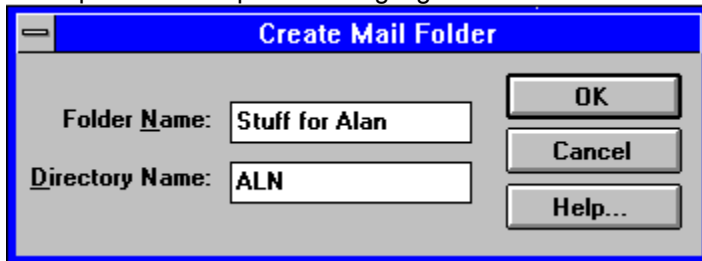 Create Mail Folder
Folder Name: Stuff for Alan
Directory Name: ALN
OK
Cancel
Help...